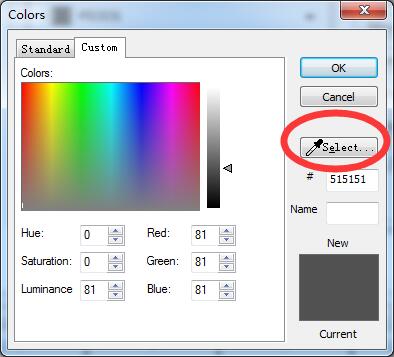 Colors
Standard
Custom
Colors:
OK
Cancel
Select...
# 515151
Name
Hue: 0
Red: 81
Saturation: 0
Green: 81
Luminance 81
Blue: 81
New
Current